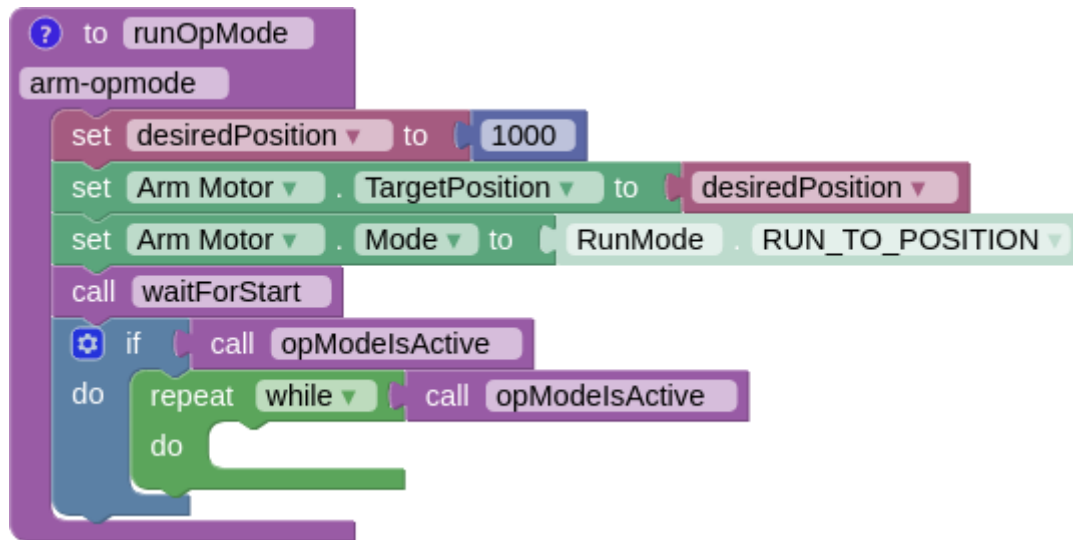 ? to runOpMode
arm-opmode
set desiredPosition ▾ to 1000
set Arm Motor ▾ . TargetPosition ▾ to desiredPosition ▾
set Arm Motor ▾ . Mode ▾ to RunMode . RUN_TO_POSITION ▾
call waitForStart
if call opModeIsActive
do repeat while ▾ call opModeIsActive
do